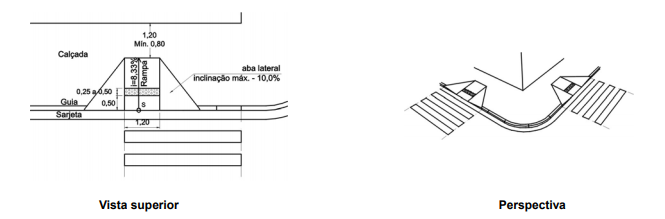 1,20
Mín. 0,80
Calçada
i=8,33%
Rampa
aba lateral
inclinação máx. - 10,0%
0,25 a 0,50
Guia
0,50
S
Sarjeta
1,20
Vista superior
Perspectiva